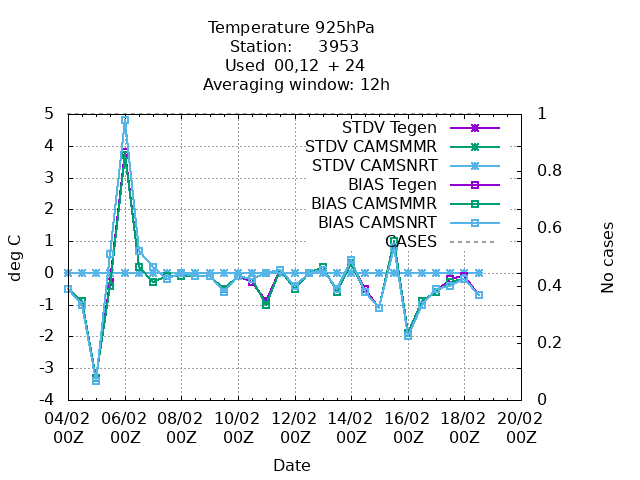 Temperature 925hPa
Station: 3953
Used 00,12 + 24
Averaging window: 12h
5
4
3
2
1
0
-1
-2
-3
-4
deg C
1
0.8
0.6
0.4
0.2
0
No cases
STDV Tegen
STDV CAMSMMR
STDV CAMSNRT
BIAS Tegen
BIAS CAMSMMR
BIAS CAMSNRT
CASES
04/02 06/02 08/02 10/02 12/02 14/02 16/02 18/02 20/02
00Z 00Z 00Z 00Z 00Z 00Z 00Z 00Z 00Z
Date